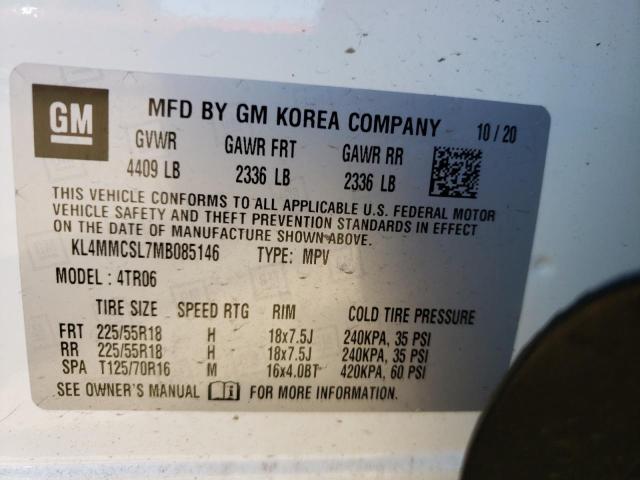 GM MFD BY GM KOREA COMPANY 10/20
GVWR GAWR FRT GAWR RR
4409 LB 2336 LB 2336 LB
THIS VEHICLE CONFORMS TO ALL APPLICABLE U.S. FEDERAL MOTOR
VEHICLE SAFETY AND THEFT PREVENTION STANDARDS IN EFFECT
ON THE DATE OF MANUFACTURE SHOWN ABOVE.
KL4MMCSL7MB085146 TYPE: MPV
MODEL: 4TR06
TIRE SIZE SPEED RTG RIM COLD TIRE PRESSURE
FRT 225/55R18 H 18x7.5J 240KPA, 35 PSI
RR 225/55R18 H 18x7.5J 240KPA, 35 PSI
SPA T125/70R16 M 16x4.0BT 420KPA, 60 PSI
SEE OWNER'S MANUAL i FOR MORE INFORMATION.